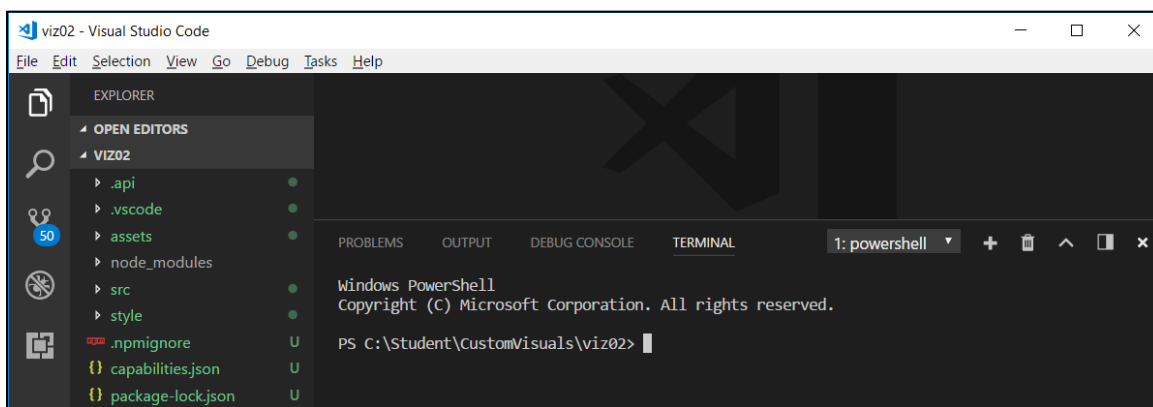 viz02 - Visual Studio Code
File Edit Selection View Go Debug Tasks Help
EXPLORER
OPEN EDITORS
VIZ02
.api
.vscode
assets
node_modules
src
style
npm .npmignore U
{} capabilities.json U
{} package-lock.json U
50
PROBLEMS OUTPUT DEBUG CONSOLE TERMINAL 1: powershell
Windows PowerShell
Copyright (C) Microsoft Corporation. All rights reserved.
PS C:\Student\CustomVisuals\viz02>